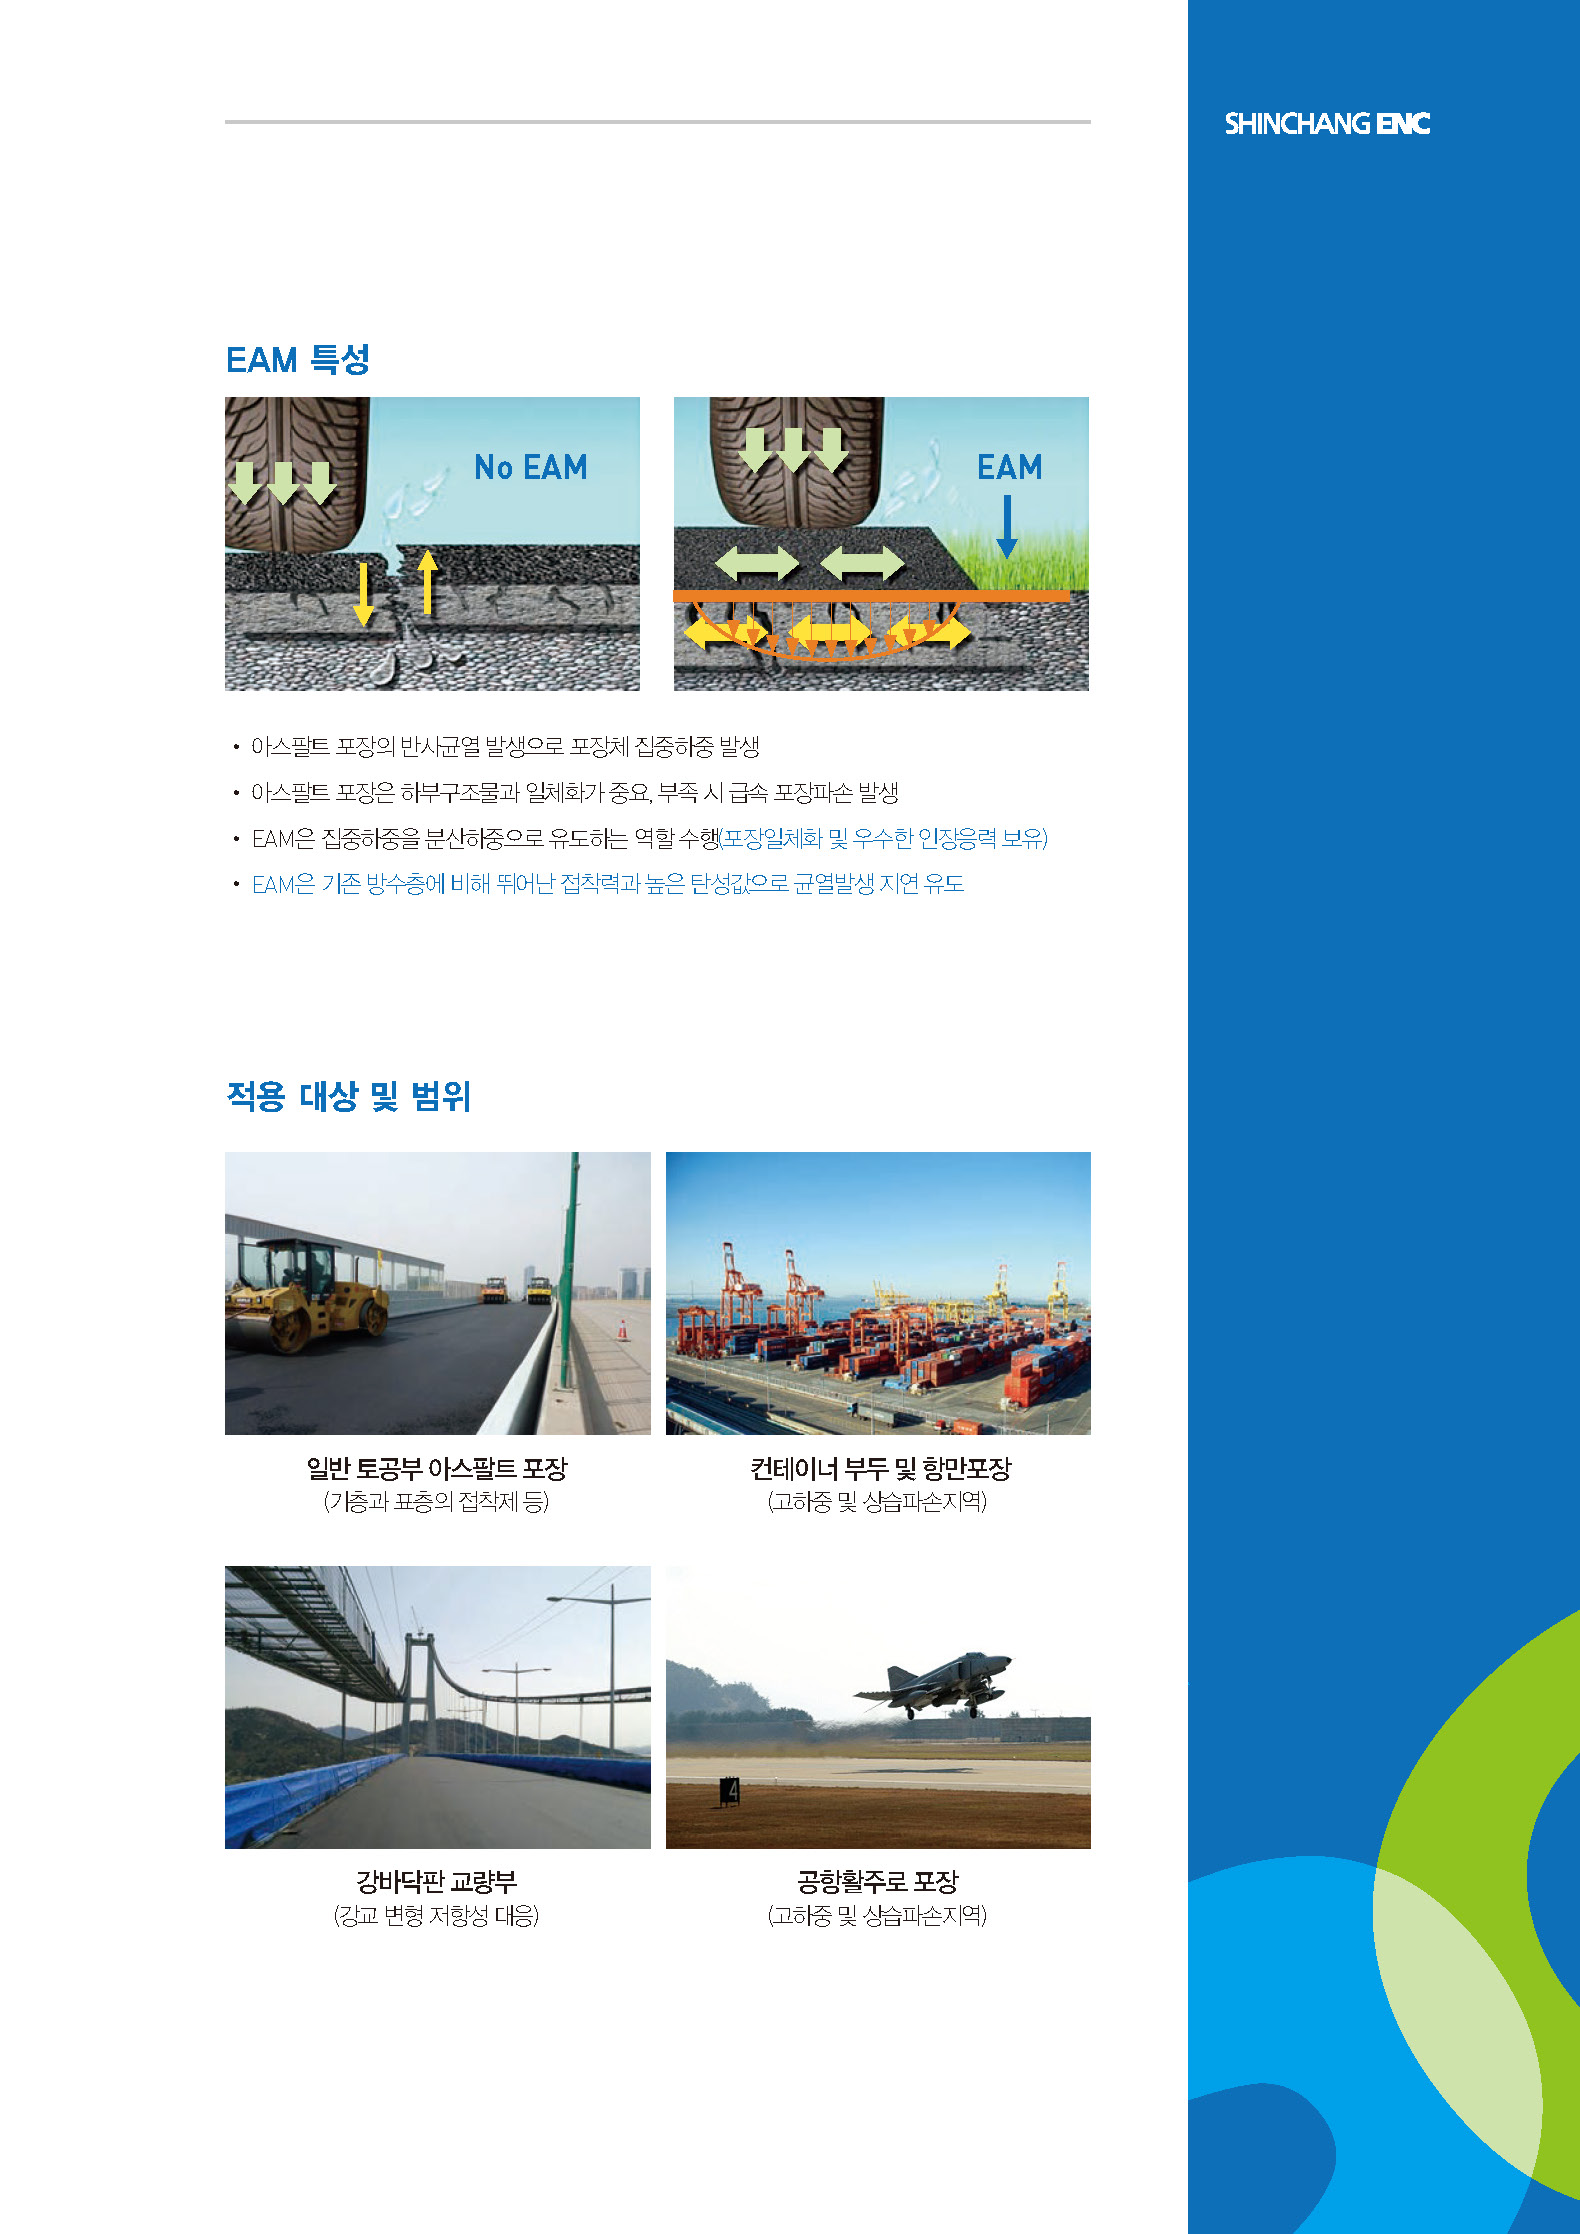 SHINCHANG ENC
EAM 특성
No EAM
EAM
• 아스팔트 포장의 반사균열 발생으로 포장체 집중하중 발생
• 아스팔트 포장은 하부구조물과 일체화가 중요, 부족 시 급속 포장파손 발생
• EAM은 집중하중을 분산하중으로 유도하는 역할 수행(포장일체화 및 우수한 인장응력 보유)
• EAM은 기존 방수층에 비해 뛰어난 접착력과 높은 탄성값으로 균열발생 지연 유도
적용 대상 및 범위
일반 토공부 아스팔트 포장
(기층과 표층의 접착제 등)
컨테이너 부두 및 항만포장
(고하중 및 상습파손지역)
4
강바닥판 교량부
(강교 변형 저항성 대응)
공항활주로 포장
(고하중 및 상습파손지역)